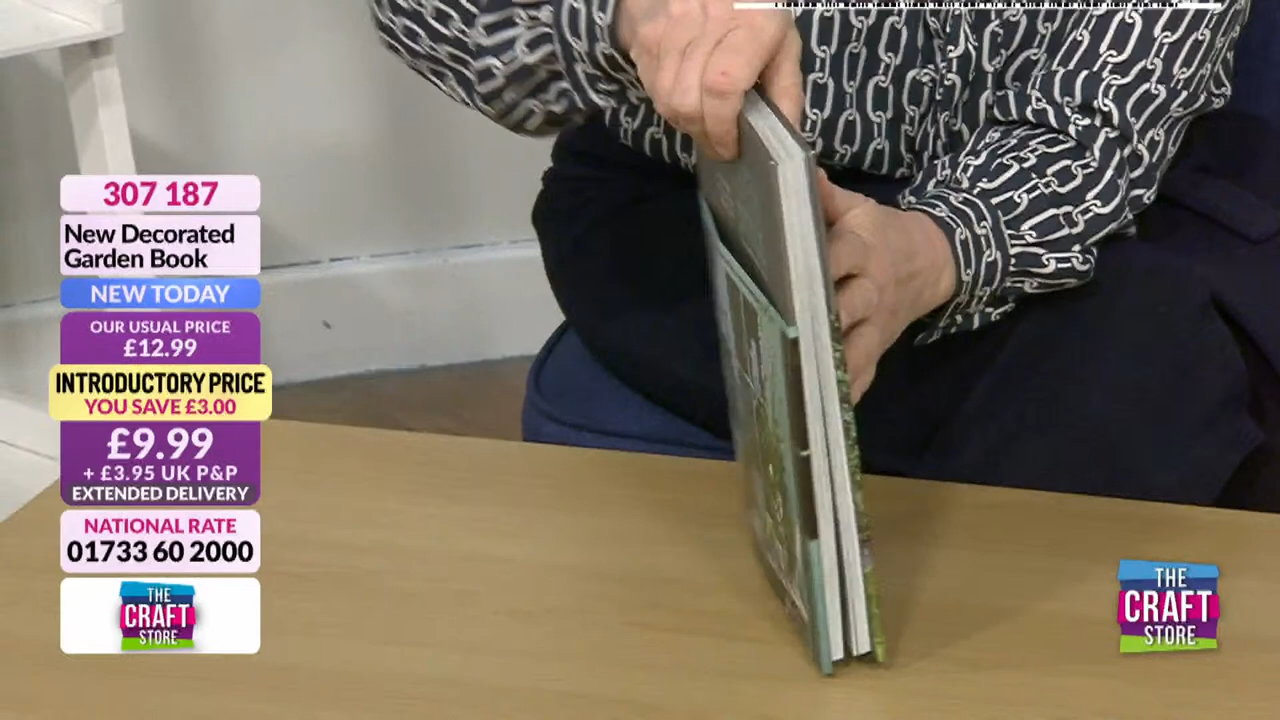 307 187
New Decorated
Garden Book
NEW TODAY
OUR USUAL PRICE
£12.99
INTRODUCTORY PRICE
YOU SAVE £3.00
£9.99
+ £3.95 UK P&P
EXTENDED DELIVERY
NATIONAL RATE
01733 60 2000
THE
CRAFT
STORE
THE
CRAFT
STORE